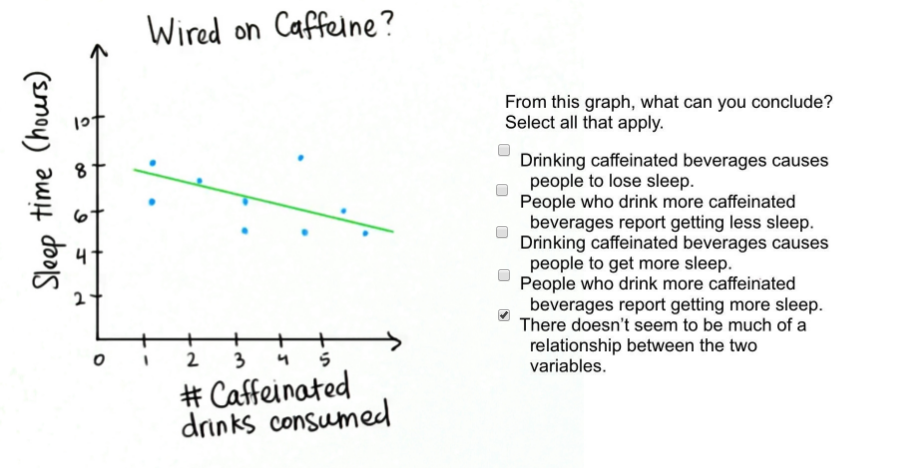 Wired on Caffeine?
Sleep time (hours)
10
8
6
4
2
0 1 2 3 4 5
# Caffeinated
drinks consumed
From this graph, what can you conclude?
Select all that apply.
Drinking caffeinated beverages causes
people to lose sleep.
People who drink more caffeinated
beverages report getting less sleep.
Drinking caffeinated beverages causes
people to get more sleep.
People who drink more caffeinated
beverages report getting more sleep.
There doesn't seem to be much of a
relationship between the two
variables.